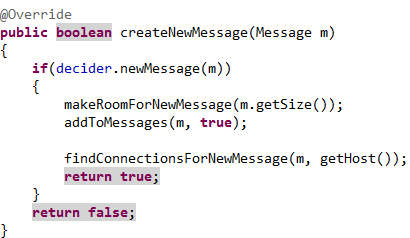 @Override
public boolean createNewMessage(Message m)
{
    if(decider.newMessage(m))
    {
        makeRoomForNewMessage(m.getSize());
        addToMessages(m, true);

        findConnectionsForNewMessage(m, getHost());
        return true;
    }
    return false;
}